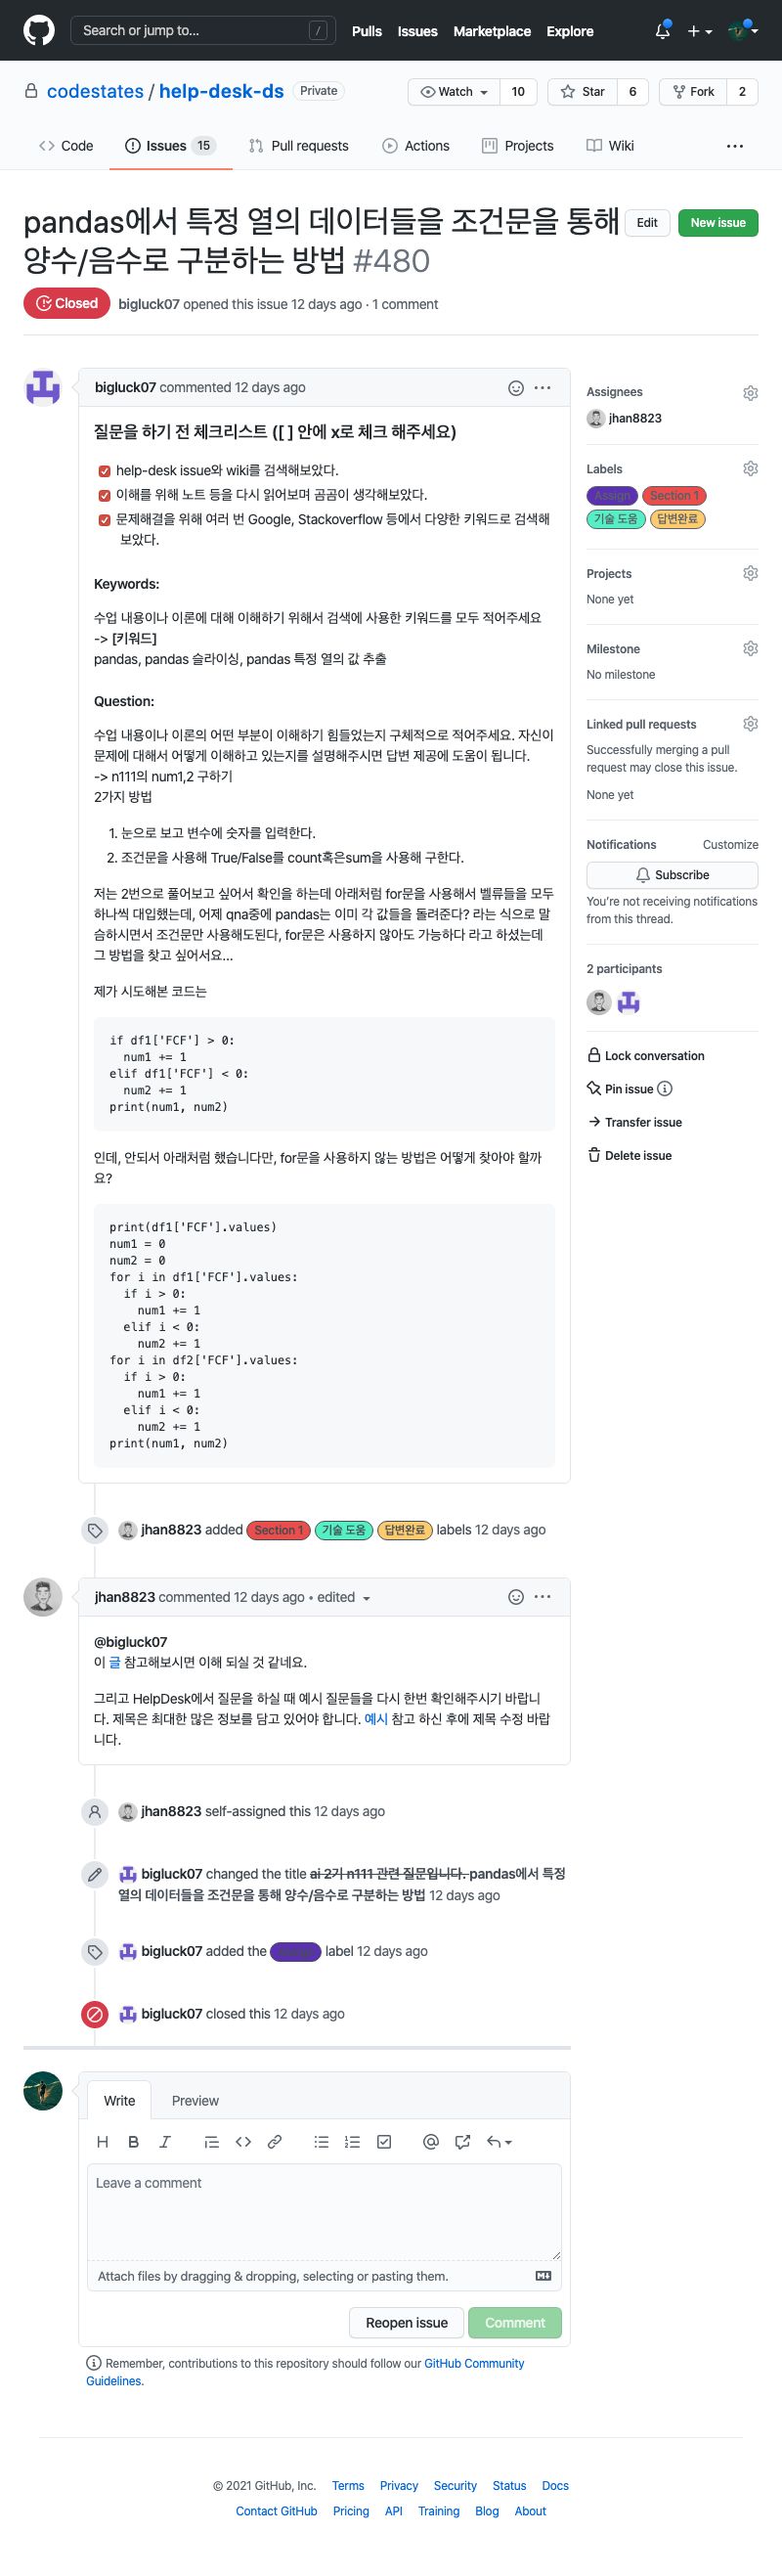 Search or jump to...
/
Pulls Issues Marketplace Explore
codestates / help-desk-ds Private
Watch 10 Star 6 Fork 2
Code Issues 15 Pull requests Actions Projects Wiki
pandas에서 특정 열의 데이터들을 조건문을 통해
양수/음수로 구분하는 방법 #480
Edit New issue
Closed bigluck07 opened this issue 12 days ago · 1 comment
bigluck07 commented 12 days ago
질문을 하기 전 체크리스트 ([ ] 안에 x로 체크 해주세요)
help-desk issue와 wiki를 검색해보았다.
이해를 위해 노트 등을 다시 읽어보며 곰곰이 생각해보았다.
문제해결을 위해 여러 번 Google, Stackoverflow 등에서 다양한 키워드로 검색해
보았다.
Keywords:
수업 내용이나 이론에 대해 이해하기 위해서 검색에 사용한 키워드를 모두 적어주세요
-> [키워드]
pandas, pandas 슬라이싱, pandas 특정 열의 값 추출
Question:
수업 내용이나 이론의 어떤 부분이 이해하기 힘들었는지 구체적으로 적어주세요. 자신이
문제에 대해서 어떻게 이해하고 있는지를 설명해주시면 답변 제공에 도움이 됩니다.
-> n111의 num1,2 구하기
2가지 방법
1. 눈으로 보고 변수에 숫자를 입력한다.
2. 조건문을 사용해 True/False를 count혹은sum을 사용해 구한다.
저는 2번으로 풀어보고 싶어서 확인을 하는데 아래처럼 for문을 사용해서 벨류들을 모두
하나씩 대입했는데, 어제 qna중에 pandas는 이미 각 값들을 돌려준다? 라는 식으로 말
씀하시면서 조건문만 사용해도된다, for문은 사용하지 않아도 가능하다 라고 하셨는데
그 방법을 찾고 싶어서요...
제가 시도해본 코드는
if df1['FCF'] > 0:
num1 += 1
elif df1['FCF'] < 0:
num2 += 1
print(num1, num2)
인데, 안되서 아래처럼 했습니다만, for문을 사용하지 않는 방법은 어떻게 찾아야 할까
요?
print(df1['FCF'].values)
num1 = 0
num2 = 0
for i in df1['FCF'].values:
if i > 0:
num1 += 1
elif i < 0:
num2 += 1
for i in df2['FCF'].values:
if i > 0:
num1 += 1
elif i < 0:
num2 += 1
print(num1, num2)
Assignees
jhan8823
Labels
Assign Section 1
기술 도움 답변완료
Projects
None yet
Milestone
No milestone
Linked pull requests
Successfully merging a pull
request may close this issue.
None yet
Notifications Customize
Subscribe
You're not receiving notifications
from this thread.
2 participants
Lock conversation
Pin issue
Transfer issue
Delete issue
jhan8823 added Section 1 기술 도움 답변완료 labels 12 days ago
jhan8823 commented 12 days ago • edited
@bigluck07
이 글 참고해보시면 이해 되실 것 같네요.
그리고 HelpDesk에서 질문을 하실 때 예시 질문들을 다시 한번 확인해주시기 바랍니
다. 제목은 최대한 많은 정보를 담고 있어야 합니다. 예시 참고 하신 후에 제목 수정 바랍
니다.
jhan8823 self-assigned this 12 days ago
bigluck07 changed the title ai 2기 n111 관련 질문입니다. pandas에서 특정
열의 데이터들을 조건문을 통해 양수/음수로 구분하는 방법 12 days ago
bigluck07 added the Assign label 12 days ago
bigluck07 closed this 12 days ago
Write Preview
Leave a comment
Attach files by dragging & dropping, selecting or pasting them.
Reopen issue Comment
Remember, contributions to this repository should follow our GitHub Community
Guidelines.
© 2021 GitHub, Inc. Terms Privacy Security Status Docs
Contact GitHub Pricing API Training Blog About